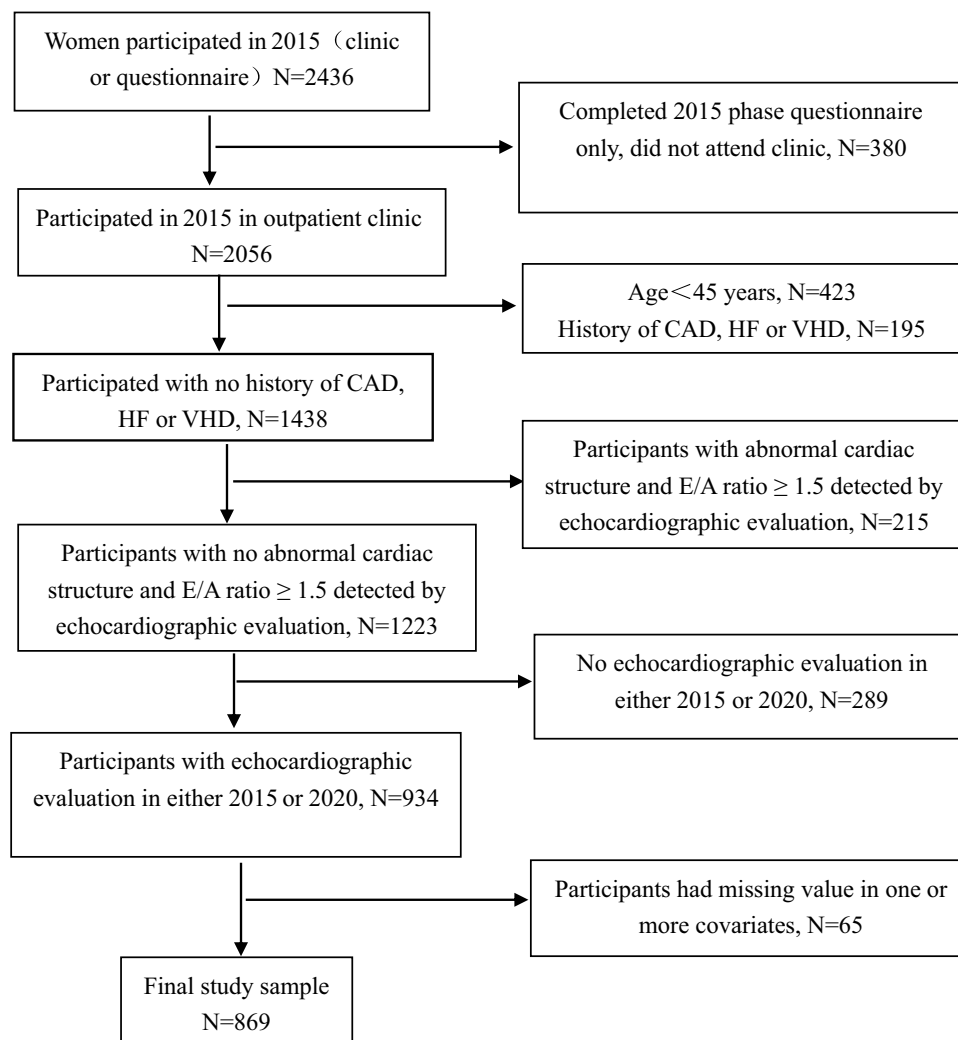 Women participated in 2015（clinic
or questionnaire）N=2436
Completed 2015 phase questionnaire
only, did not attend clinic, N=380
Participated in 2015 in outpatient clinic
N=2056
Age＜45 years, N=423
History of CAD, HF or VHD, N=195
Participated with no history of CAD,
HF or VHD, N=1438
Participants with abnormal cardiac
structure and E/A ratio ≥ 1.5 detected by
echocardiographic evaluation, N=215
Participants with no abnormal cardiac
structure and E/A ratio ≥ 1.5 detected by
echocardiographic evaluation, N=1223
No echocardiographic evaluation in
either 2015 or 2020, N=289
Participants with echocardiographic
evaluation in either 2015 or 2020, N=934
Participants had missing value in one or
more covariates, N=65
Final study sample
N=869